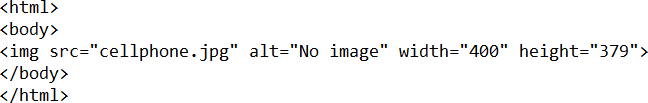 <html>
<body>
<img src="cellphone.jpg" alt="No image" width="400" height="379">
</body>
</html>